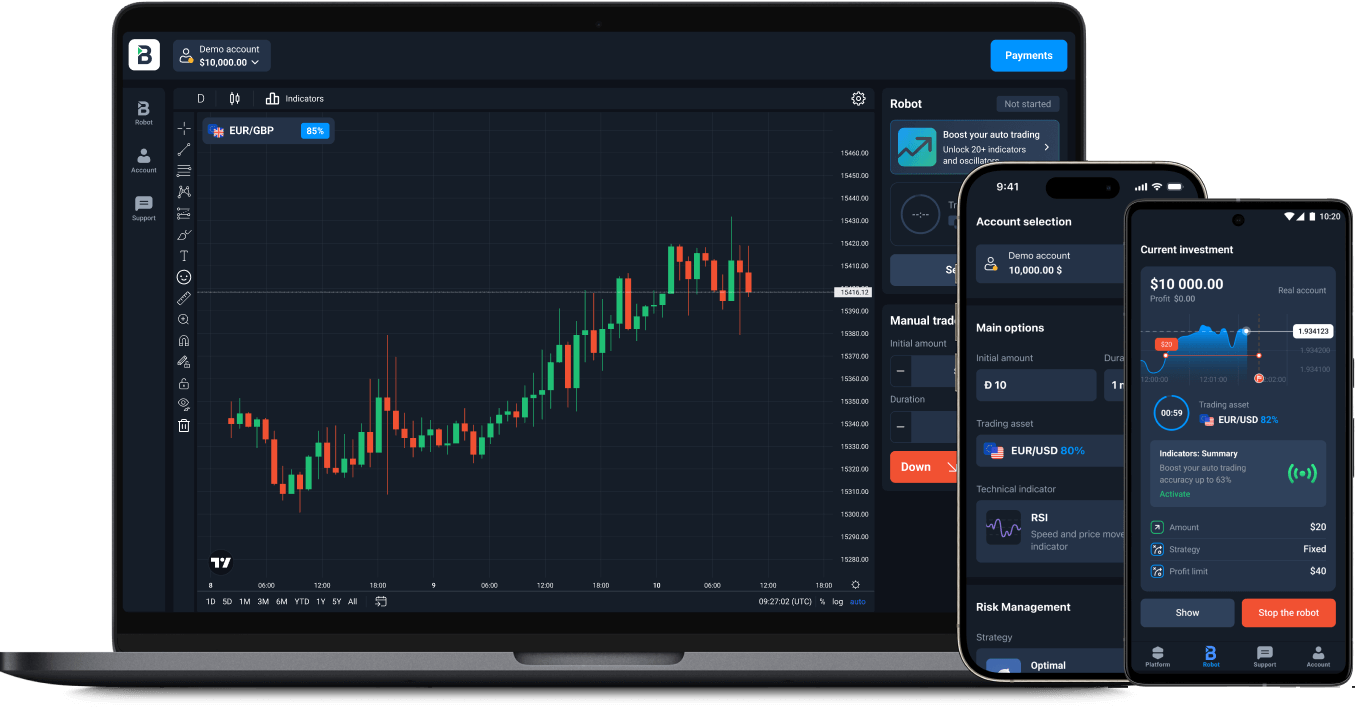 Demo account
$10,000.00
Payments
Robot
Account
Support
D
Indicators
EUR/GBP
85%
15460.00
15450.00
15440.00
15430.00
15420.00
15410.00
15416.12
15390.00
15380.00
15370.00
15360.00
15350.00
15340.00
15330.00
15320.00
15310.00
15300.00
15290.00
15280.00
8 06:00 12:00 18:00 9 06:00 12:00 18:00 10 06:00 12:00 18:00
1D 5D 1M 3M 6M YTD 1Y 5Y All
09:27:02 (UTC) % log auto
Robot
Not started
Boost your auto trading
Unlock 20+ indicators
and oscillators
--:--
Manual
Initial amount
Duration
Down
9:41
Account selection
Demo account
10,000.00 $
Main options
Initial amount
Đ 10
1
Trading asset
EUR/USD 80%
Technical indicator
RSI
Speed and price
indicator
Risk Management
Strategy
Optimal
10:20
Current investment
$10 000.00
Profit $0.00
Real account
1.934123
$20
1.934200
1.934100
12:00:00 12:01:00
00:59
Trading asset
EUR/USD 82%
Indicators: Summary
Boost your auto trading
accuracy up to 63%
Activate
Amount $20
Strategy Fixed
Profit limit $40
Show
Stop the robot
Platform
Robot
Support
Account